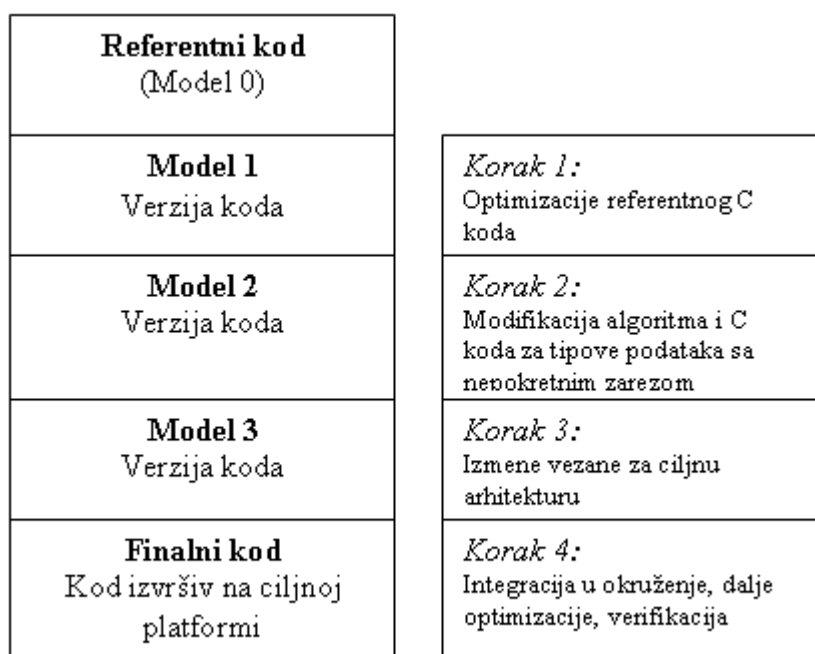 Referentni kod
(Model 0)
Model 1
Verzija koda
Korak 1:
Optimizacije referentnog C
koda
Model 2
Verzija koda
Korak 2:
Modifikacija algoritma i C
koda za tipove podataka sa
nepokretnim zarezom
Model 3
Verzija koda
Korak 3:
Izmene vezane za ciljnu
arhitekturu
Finalni kod
Kod izvršiv na ciljnoj
platformi
Korak 4:
Integracija u okruženje, dalje
optimizacije, verifikacija